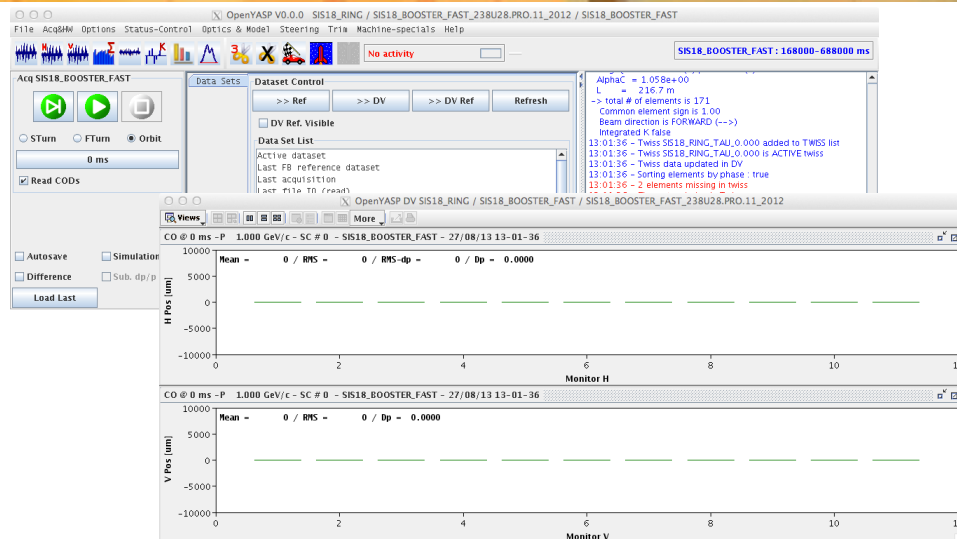 OpenYASP V0.0.0 SIS18_RING / SIS18_BOOSTER_FAST_238U28.PRO.11_2012 / SIS18_BOOSTER_FAST
File Acq&HW Options Status-Control Optics & Model Steering Trim Machine-specials Help
No activity
SIS18_BOOSTER_FAST : 168000-688000 ms
Acq SIS18_BOOSTER_FAST
STurn FTurn Orbit
0 ms
Read CODs
Autosave Simulation
Difference Sub. dp/p
Load Last
Data Sets
Dataset Control
>> Ref >> DV >> DV Ref Refresh
DV Ref. Visible
Data Set List
Active dataset
Last FB reference dataset
Last acquisition
Last file IO (read)
AlphaC = 1.058e+00
L = 216.7 m
-> total # of elements is 171
Common element sign is 1.00
Beam direction is FORWARD (-->)
Integrated K false
13:01:36 - Twiss SIS18_RING_TAU_0.000 added to TWISS list
13:01:36 - Twiss SIS18_RING_TAU_0.000 is ACTIVE twiss
13:01:36 - Twiss data updated in DV
13:01:36 - Sorting elements by phase : true
13:01:36 - 2 elements missing in twiss
OpenYASP DV SIS18_RING / SIS18_BOOSTER_FAST / SIS18_BOOSTER_FAST_238U28.PRO.11_2012
Views More
CO @ 0 ms -P 1.000 GeV/c - SC # 0 - SIS18_BOOSTER_FAST - 27/08/13 13-01-36
Mean = 0 / RMS = 0 / RMS-dp = 0 / Dp = 0.0000
H Pos [um]
10000
5000
0
-5000
-10000
0 2 4 6 8 10
Monitor H
CO @ 0 ms -P 1.000 GeV/c - SC # 0 - SIS18_BOOSTER_FAST - 27/08/13 13-01-36
Mean = 0 / RMS = 0 / Dp = 0.0000
V Pos [um]
10000
5000
0
-5000
-10000
0 2 4 6 8 10
Monitor V